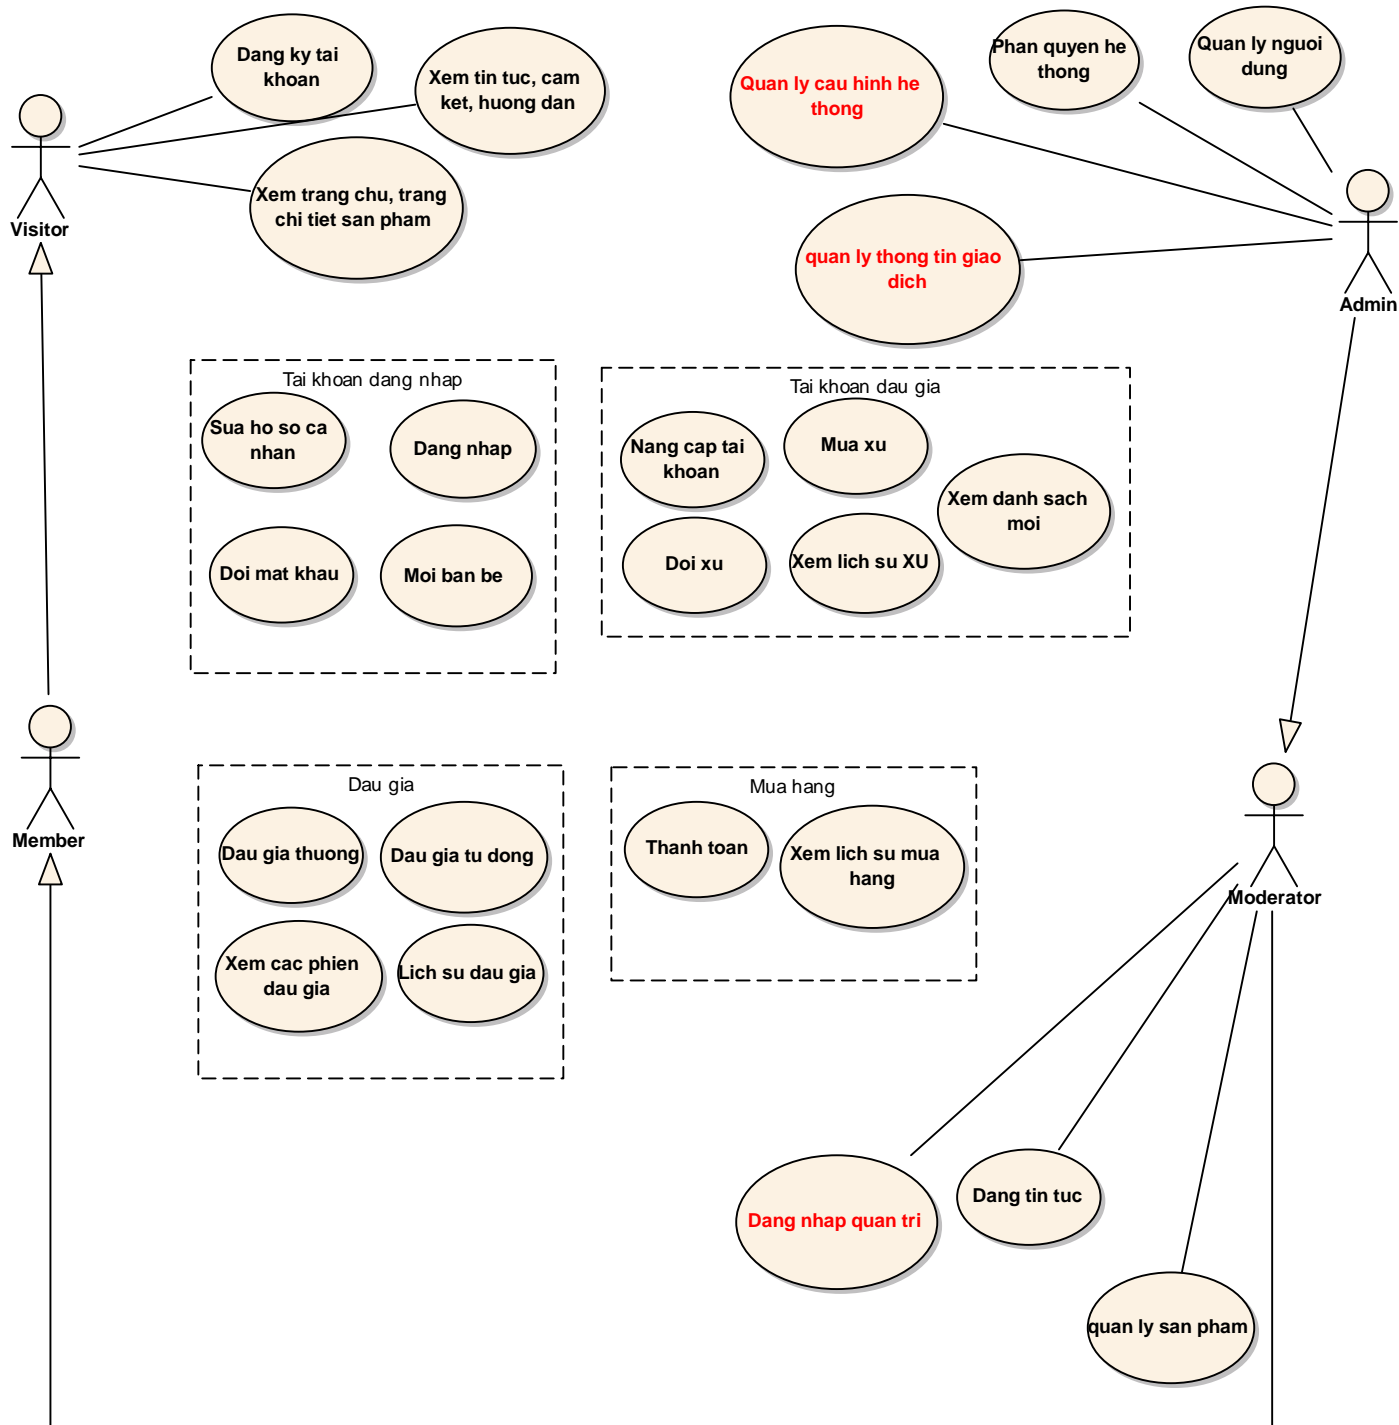 Dang ky tai
khoan
Xem tin tuc, cam
ket, huong dan
Xem trang chu, trang
chi tiet san pham
Visitor
Quan ly cau hinh he
thong
Phan quyen he
thong
Quan ly nguoi
dung
quan ly thong tin giao
dich
Admin
Tai khoan dang nhap
Sua ho so ca
nhan
Dang nhap
Doi mat khau
Moi ban be
Tai khoan dau gia
Nang cap tai
khoan
Mua xu
Xem danh sach
moi
Doi xu
Xem lich su XU
Member
Dau gia
Dau gia thuong
Dau gia tu dong
Xem cac phien
dau gia
Lich su dau gia
Mua hang
Thanh toan
Xem lich su mua
hang
Moderator
Dang nhap quan tri
Dang tin tuc
quan ly san pham